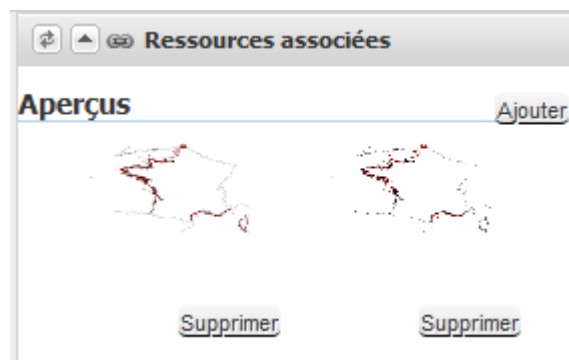 Ressources associées
Aperçus
Ajouter
Supprimer
Supprimer